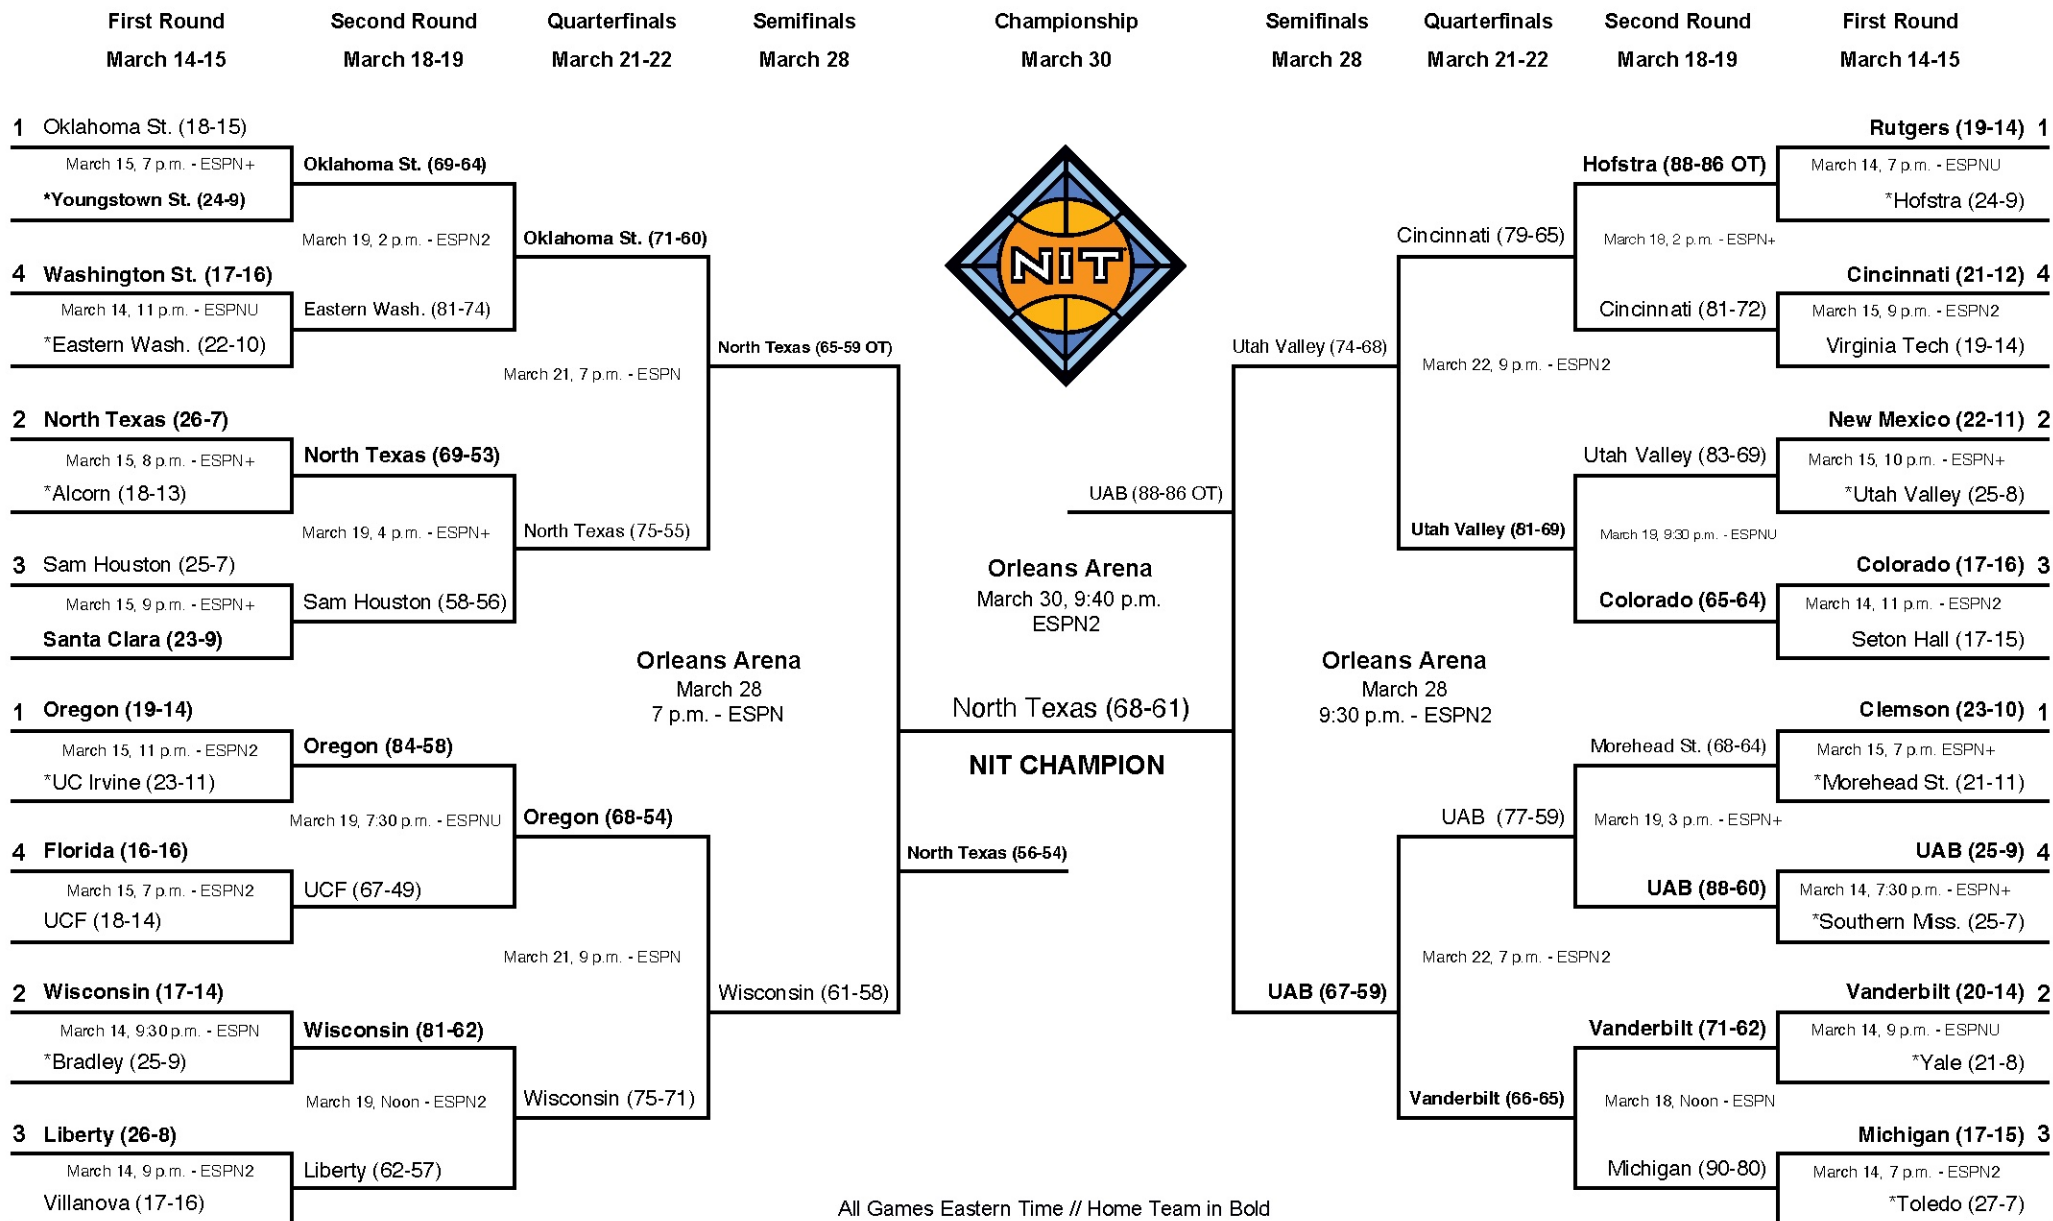 First Round
March 14-15
Second Round
March 18-19
Quarterfinals
March 21-22
Semifinals
March 28
Championship
March 30
Semifinals
March 28
Quarterfinals
March 21-22
Second Round
March 18-19
First Round
March 14-15
1 Oklahoma St. (18-15)
March 15, 7 p.m. - ESPN+
*Youngstown St. (24-9)
4 Washington St. (17-16)
March 14, 11 p.m. - ESPNU
*Eastern Wash. (22-10)
2 North Texas (26-7)
March 15, 8 p.m. - ESPN+
*Alcorn (18-13)
3 Sam Houston (25-7)
March 15, 9 p.m. - ESPN+
Santa Clara (23-9)
1 Oregon (19-14)
March 15, 11 p.m. - ESPN2
*UC Irvine (23-11)
4 Florida (16-16)
March 15, 7 p.m. - ESPN2
UCF (18-14)
2 Wisconsin (17-14)
March 14, 9:30 p.m. - ESPN
*Bradley (25-9)
3 Liberty (26-8)
March 14, 9 p.m. - ESPN2
Villanova (17-16)
Oklahoma St. (69-64)
March 19, 2 p.m. - ESPN2
Eastern Wash. (81-74)
North Texas (69-53)
March 19, 4 p.m. - ESPN+
Sam Houston (58-56)
Oregon (84-58)
March 19, 7:30 p.m. - ESPNU
UCF (67-49)
Wisconsin (81-62)
March 19, Noon - ESPN2
Liberty (62-57)
Oklahoma St. (71-60)
March 21, 7 p.m. - ESPN
North Texas (75-55)
Oregon (68-54)
March 21, 9 p.m. - ESPN
Wisconsin (75-71)
North Texas (65-59 OT)
Orleans Arena
March 28
7 p.m. - ESPN
Wisconsin (61-58)
NIT
UAB (88-86 OT)
Orleans Arena
March 30, 9:40 p.m.
ESPN2
North Texas (68-61)
NIT CHAMPION
North Texas (56-54)
Utah Valley (74-68)
Orleans Arena
March 28
9:30 p.m. - ESPN2
UAB (67-59)
Cincinnati (79-65)
March 22, 9 p.m. - ESPN2
Utah Valley (81-69)
UAB (77-59)
March 22, 7 p.m. - ESPN2
Vanderbilt (66-65)
Hofstra (88-86 OT)
March 18, 2 p.m. - ESPN+
Cincinnati (81-72)
Utah Valley (83-69)
March 19, 9:30 p.m. - ESPNU
Colorado (65-64)
Morehead St. (68-64)
March 19, 3 p.m. - ESPN+
UAB (88-60)
Vanderbilt (71-62)
March 18, Noon - ESPN
Michigan (90-80)
Rutgers (19-14) 1
March 14, 7 p.m. - ESPNU
*Hofstra (24-9)
Cincinnati (21-12) 4
March 15, 9 p.m. - ESPN2
Virginia Tech (19-14)
New Mexico (22-11) 2
March 15, 10 p.m. - ESPN+
*Utah Valley (25-8)
Colorado (17-16) 3
March 14, 11 p.m. - ESPN2
Seton Hall (17-15)
Clemson (23-10) 1
March 15, 7 p.m. ESPN+
*Morehead St. (21-11)
UAB (25-9) 4
March 14, 7:30 p.m. - ESPN+
*Southern Miss. (25-7)
Vanderbilt (20-14) 2
March 14, 9 p.m. - ESPNU
*Yale (21-8)
Michigan (17-15) 3
March 14, 7 p.m. - ESPN2
*Toledo (27-7)
All Games Eastern Time // Home Team in Bold